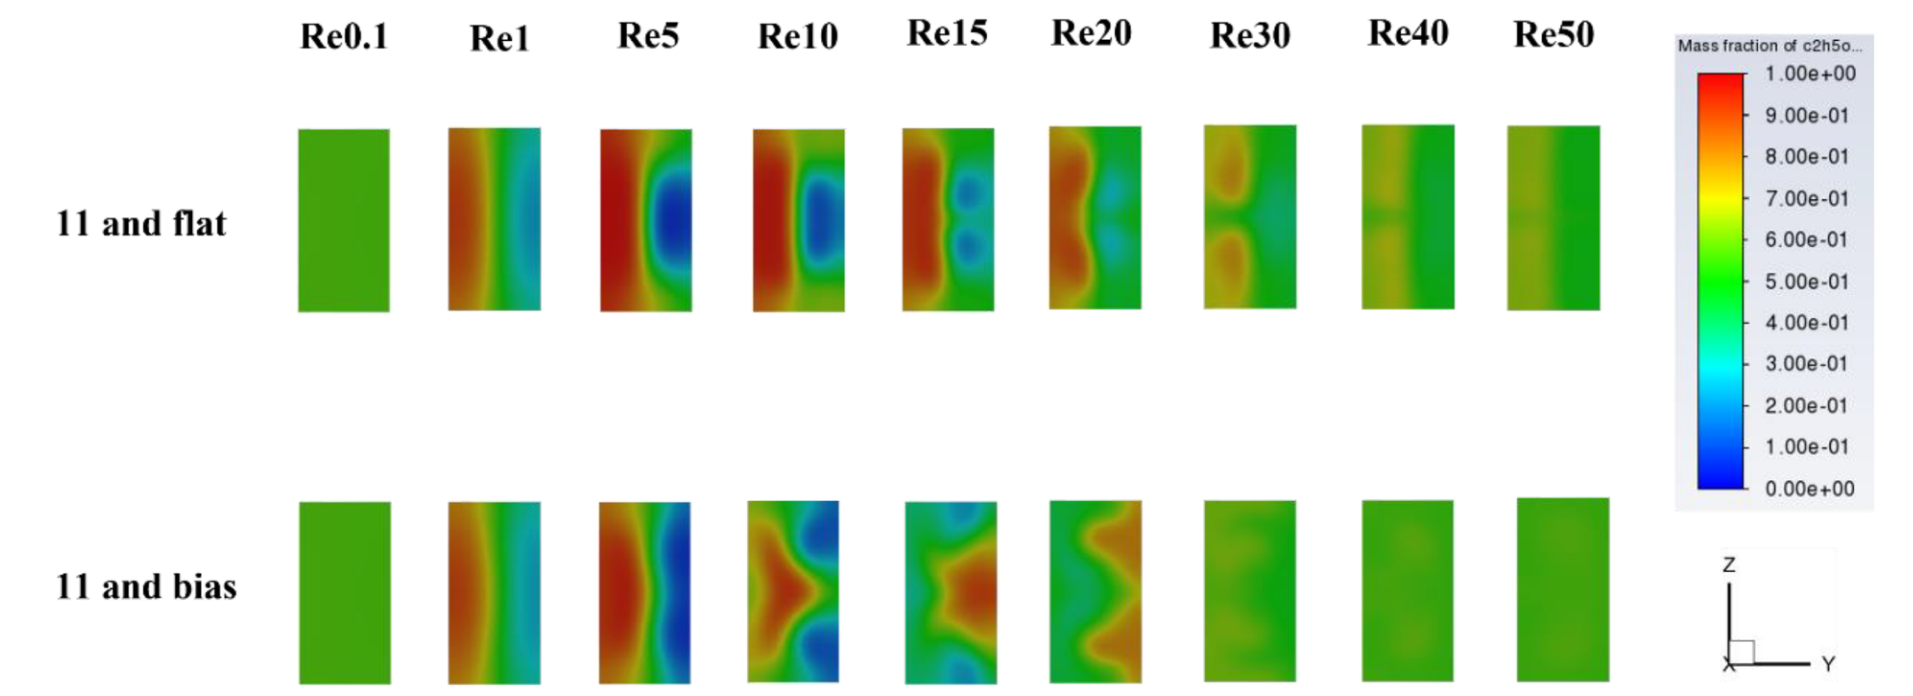 Re0.1 Re1 Re5 Re10 Re15 Re20 Re30 Re40 Re50
Mass fraction of c2h5o...
1.00e+00
9.00e-01
8.00e-01
7.00e-01
6.00e-01
5.00e-01
4.00e-01
3.00e-01
2.00e-01
1.00e-01
0.00e+00
11 and flat
11 and bias
Z
X Y